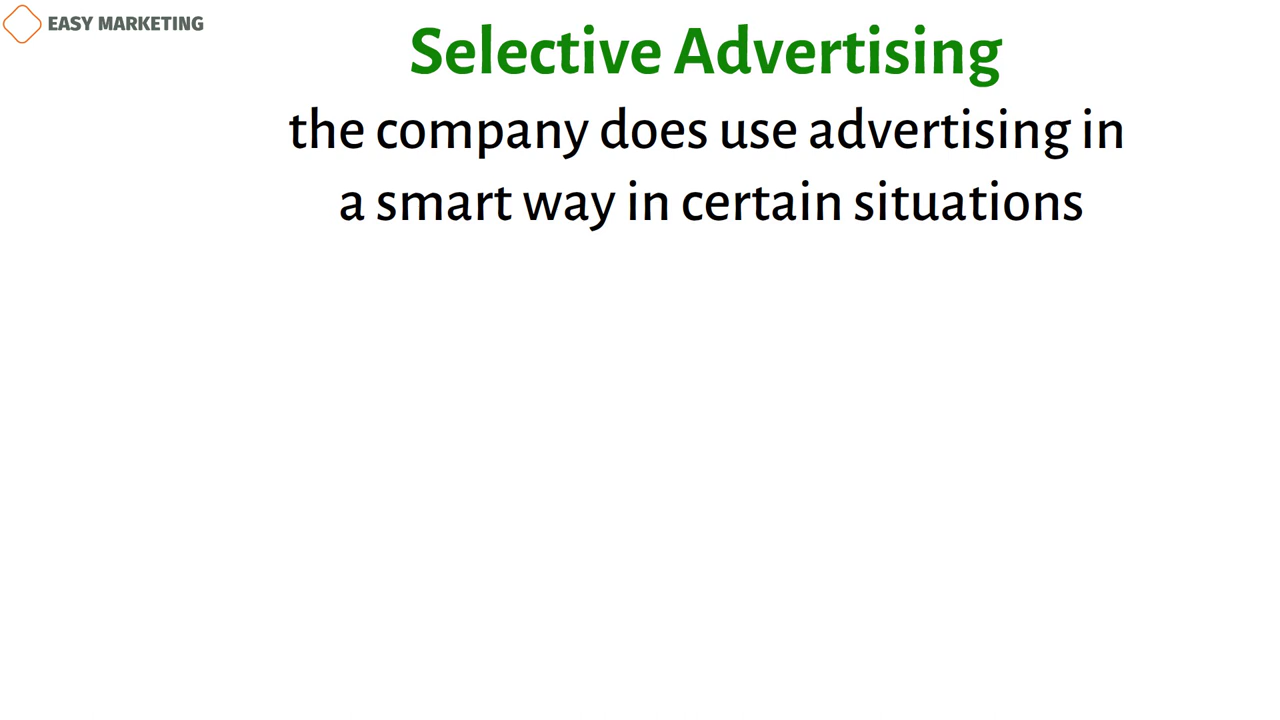 EASY MARKETING
Selective Advertising
the company does use advertising in
a smart way in certain situations